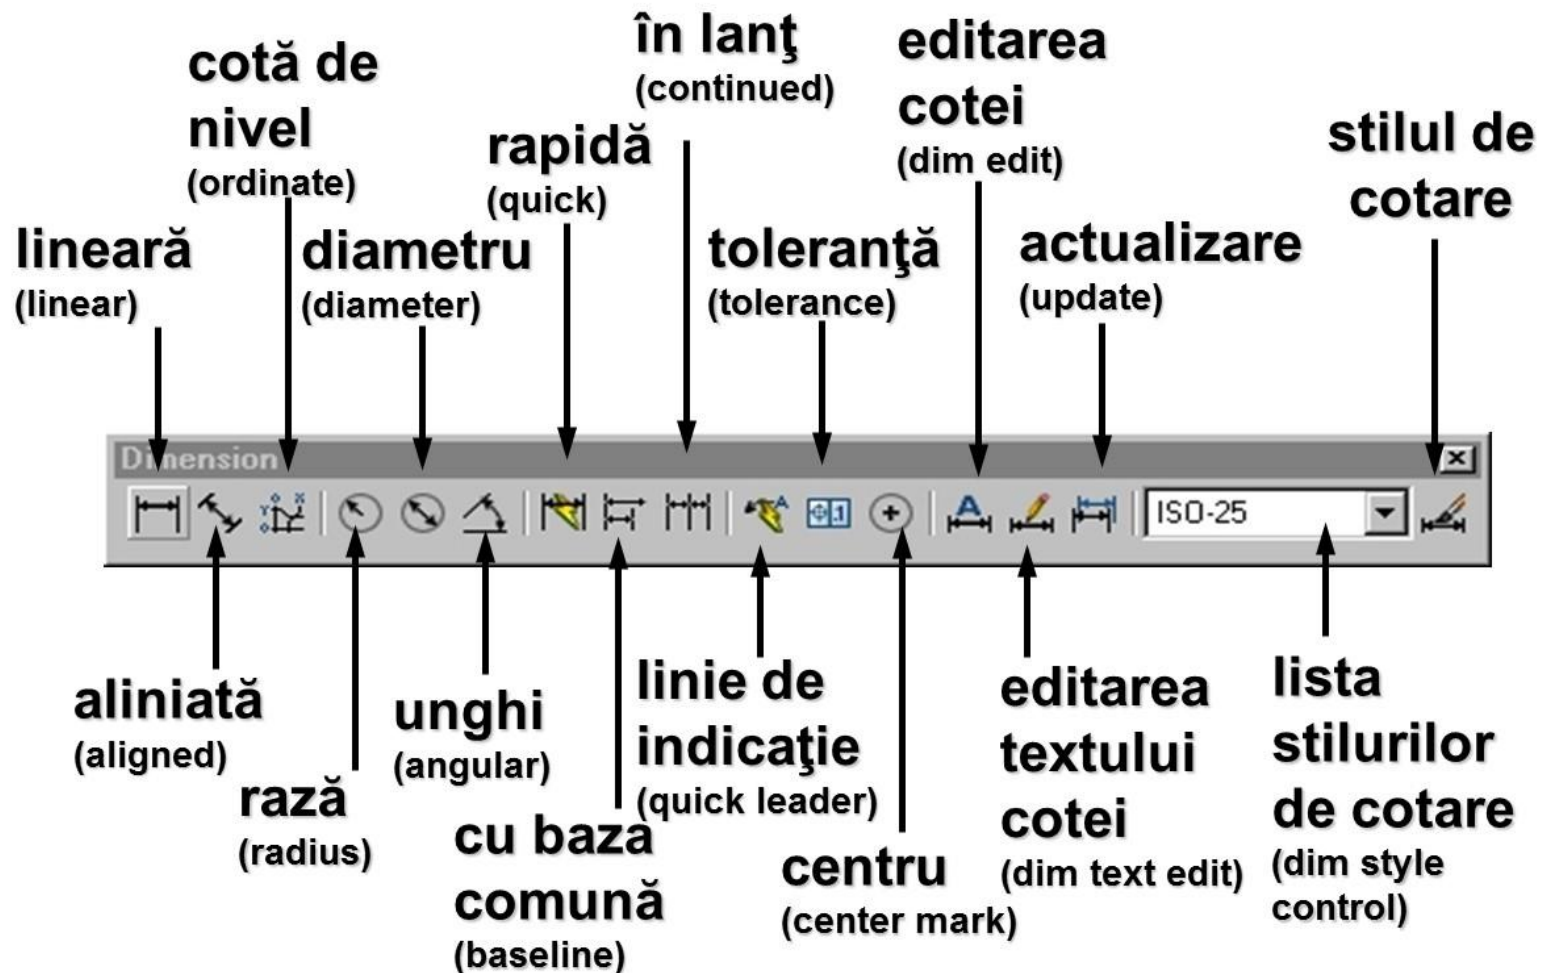 cotă de
nivel
(ordinate)
în lanţ
(continued)
editarea
cotei
(dim edit)
rapidă
(quick)
stilul de
cotare
lineară
(linear)
diametru
(diameter)
toleranţă
(tolerance)
actualizare
(update)
Dimension
ISO-25
aliniată
(aligned)
rază
(radius)
unghi
(angular)
cu baza
comună
(baseline)
linie de
indicaţie
(quick leader)
centru
(center mark)
editarea
textului
cotei
(dim text edit)
lista
stilurilor
de cotare
(dim style
control)